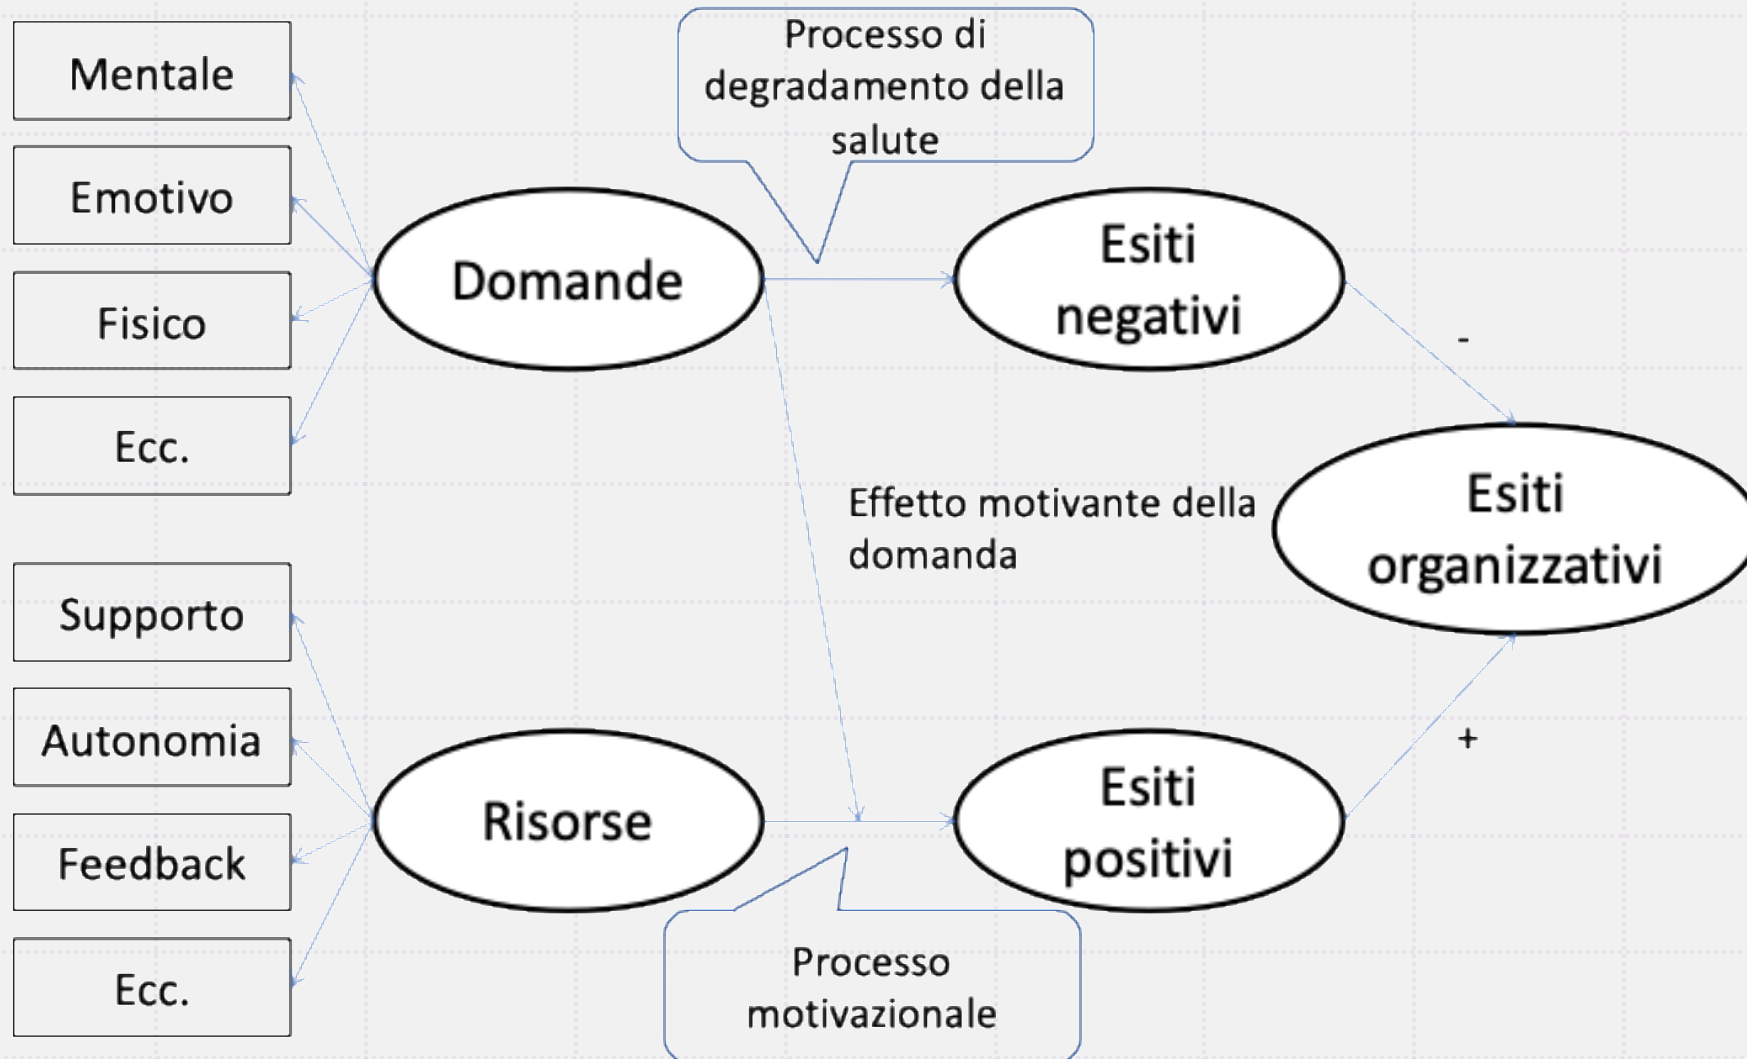 Mentale
Emotivo
Fisico
Ecc.
Processo di
degradamento della
salute
Domande
Esiti
negativi
-
Effetto motivante della
domanda
Esiti
organizzativi
Supporto
Autonomia
Feedback
Ecc.
Risorse
Esiti
positivi
+
Processo
motivazionale